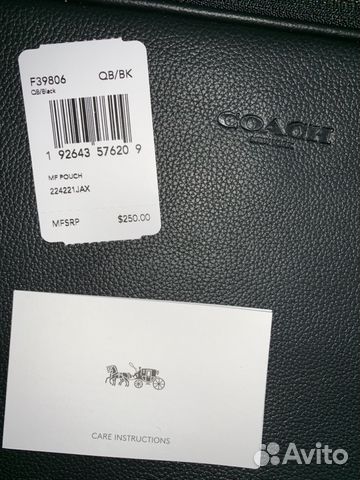 F39806 QB/BK
QB/Black
1 92643 57620 9
MF POUCH
224221JAX
MFSRP $250.00
COACH
CARE INSTRUCTIONS
Avito